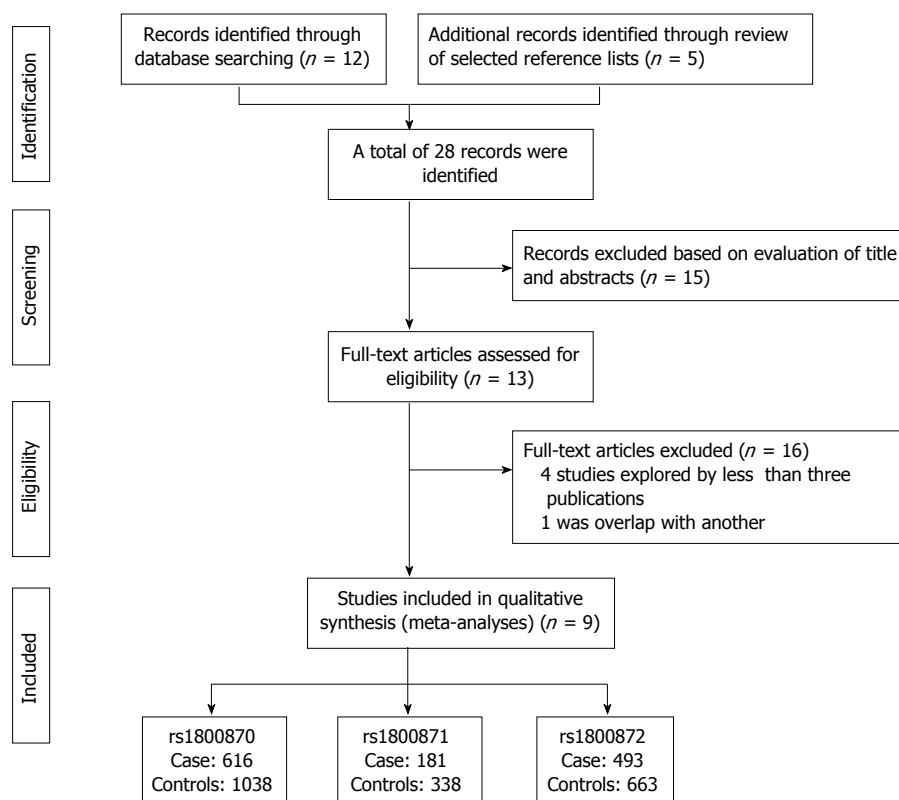 Identification
Records identified through
database searching (n = 12)
Additional records identified through review
of selected reference lists (n = 5)
A total of 28 records were
identified
Screening
Records excluded based on evaluation of title
and abstracts (n = 15)
Full-text articles assessed for
eligibility (n = 13)
Eligibility
Full-text articles excluded (n = 16)
4 studies explored by less than three
publications
1 was overlap with another
Included
Studies included in qualitative
synthesis (meta-analyses) (n = 9)
rs1800870
Case: 616
Controls: 1038
rs1800871
Case: 181
Controls: 338
rs1800872
Case: 493
Controls: 663